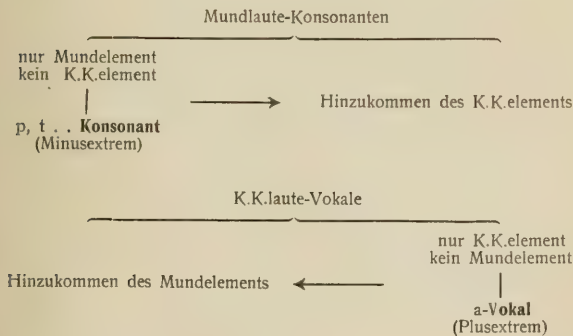 Mundlaute-Konsonanten
nur Mundelement
kein K.K.element
Hinzukommen des K.K.elements
p, t . . Konsonant
(Minusextrem)
K.K.laute-Vokale
nur K.K.element
kein Mundelement
Hinzukommen des Mundelements
a-Vokal
(Plusextrem)